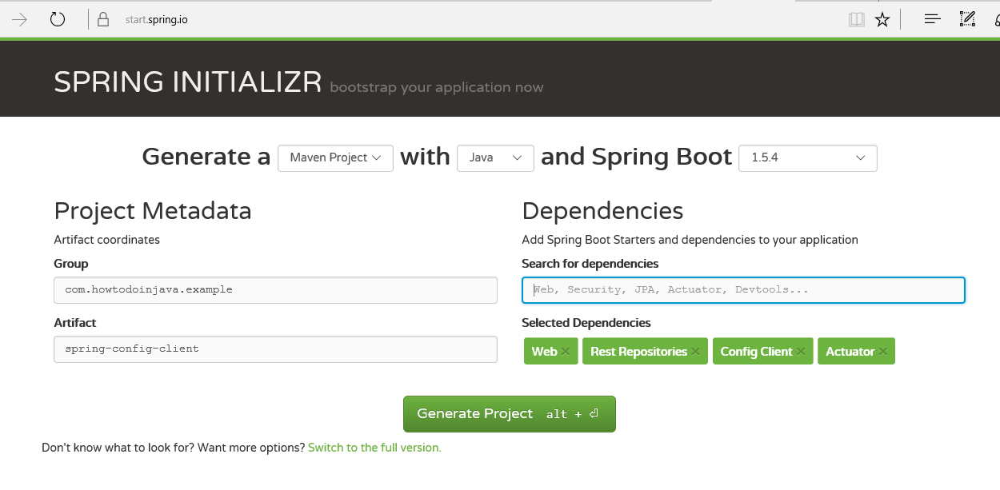 start.spring.io
SPRING INITIALIZR bootstrap your application now
Generate a Maven Project with Java and Spring Boot 1.5.4
Project Metadata
Artifact coordinates
Group
com.howtodoinjava.example
Artifact
spring-config-client
Dependencies
Add Spring Boot Starters and dependencies to your application
Search for dependencies
Web, Security, JPA, Actuator, Devtools...
Selected Dependencies
Web × Rest Repositories × Config Client × Actuator ×
Generate Project alt + ⏎
Don't know what to look for? Want more options? Switch to the full version.